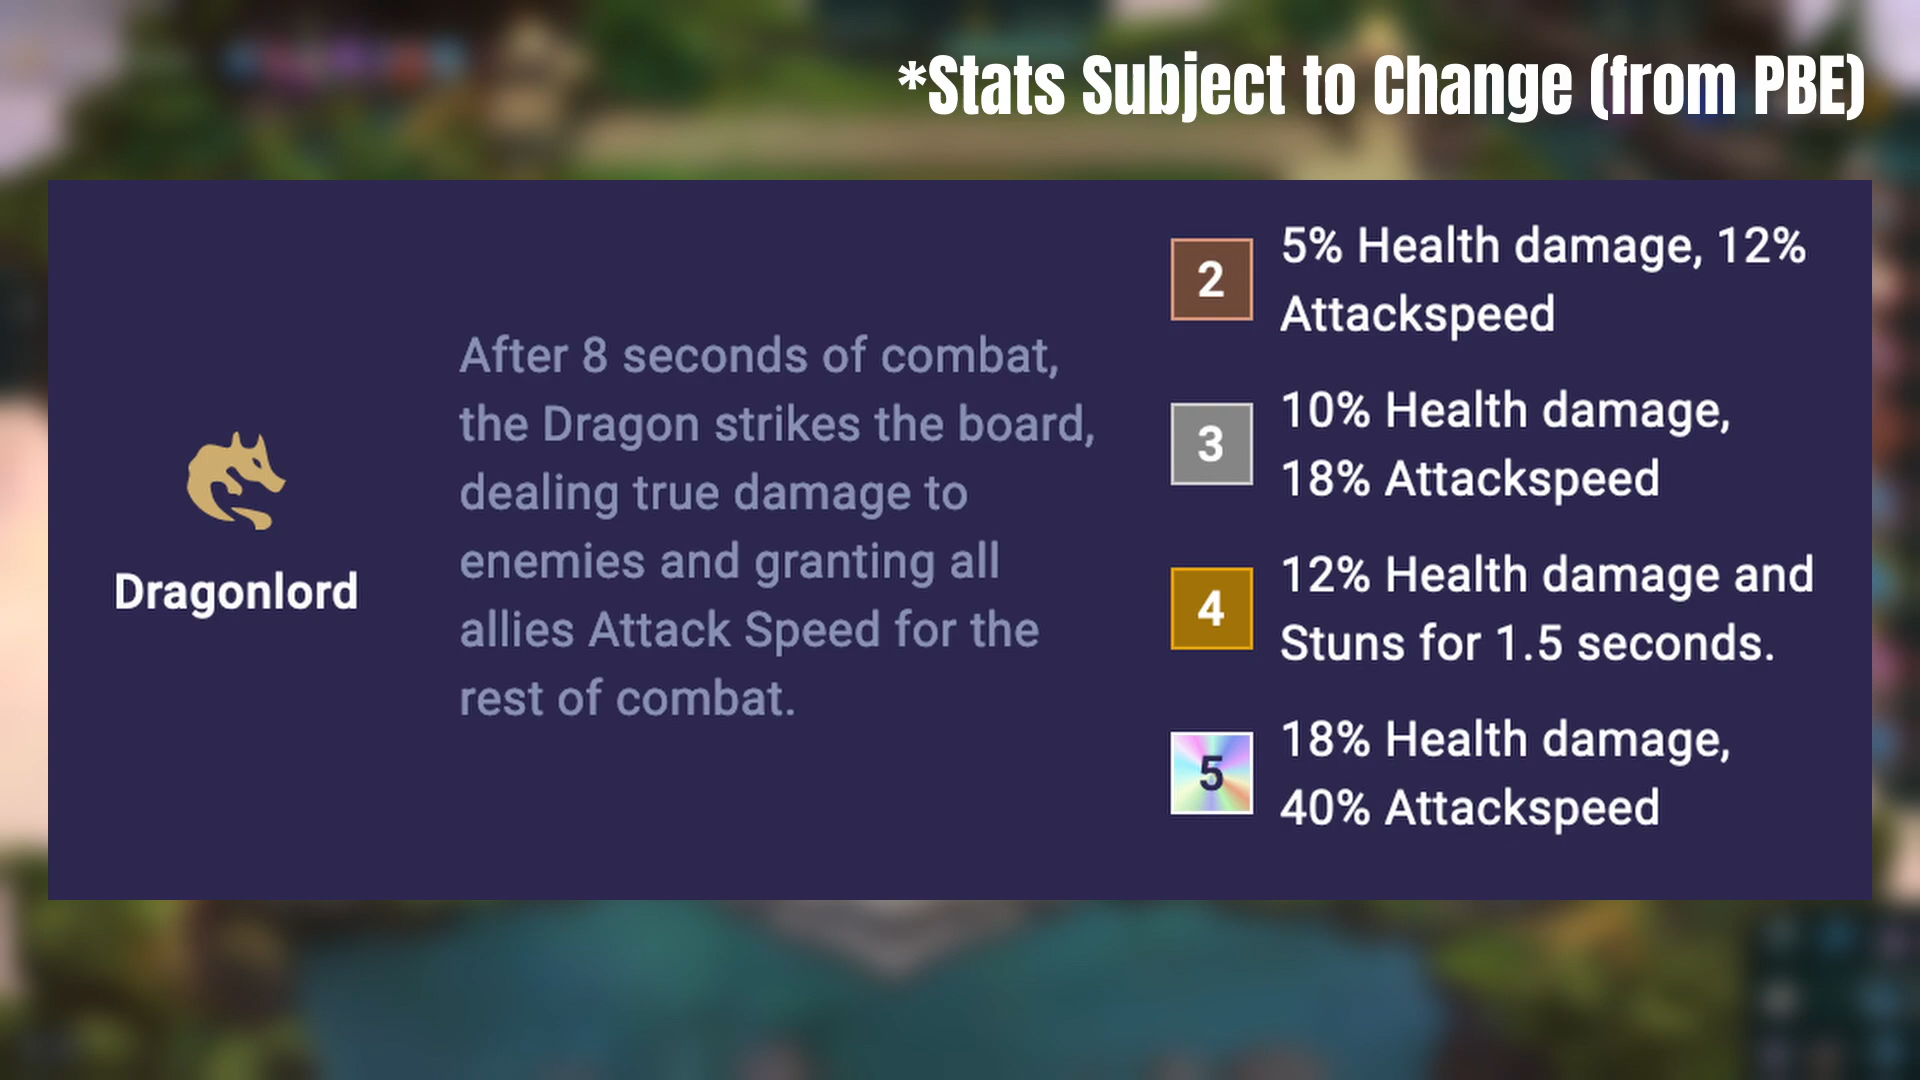 *Stats Subject to Change (from PBE)
Dragonlord
After 8 seconds of combat,
the Dragon strikes the board,
dealing true damage to
enemies and granting all
allies Attack Speed for the
rest of combat.
2
5% Health damage, 12%
Attackspeed
3
10% Health damage,
18% Attackspeed
4
12% Health damage and
Stuns for 1.5 seconds.
5
18% Health damage,
40% Attackspeed